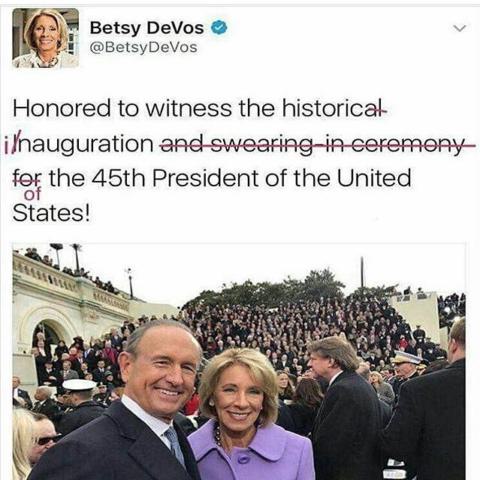 Betsy DeVos
@BetsyDeVos
Honored to witness the historical
i/Inauguration and swearing-in ceremony
for the 45th President of the United
of
States!